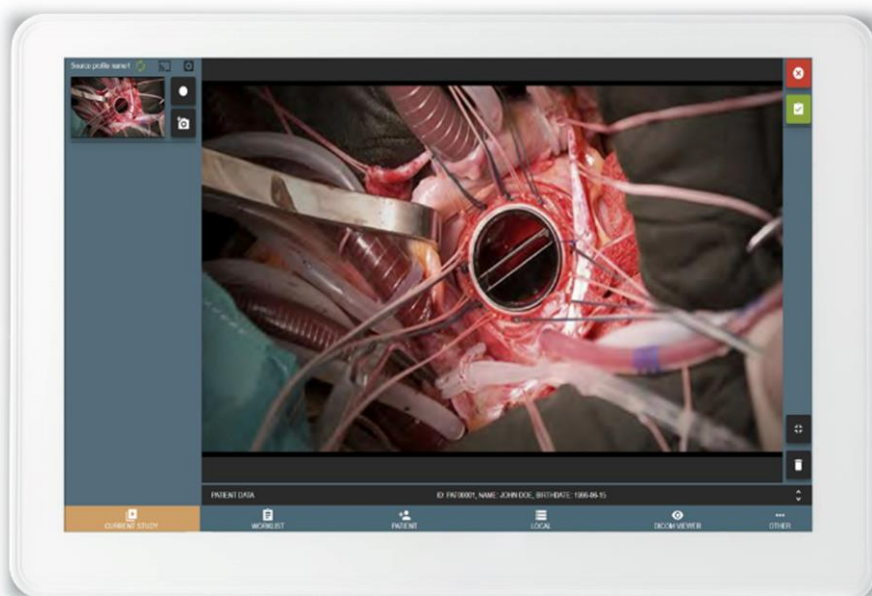 Source profile name1
PATIENT DATA
ID: PAT00001, NAME: JOHN DOE, BIRTHDATE: 1966-06-15
CURRENT STUDY
WORKLIST
PATIENT
LOCAL
DICOM VIEWER
OTHER